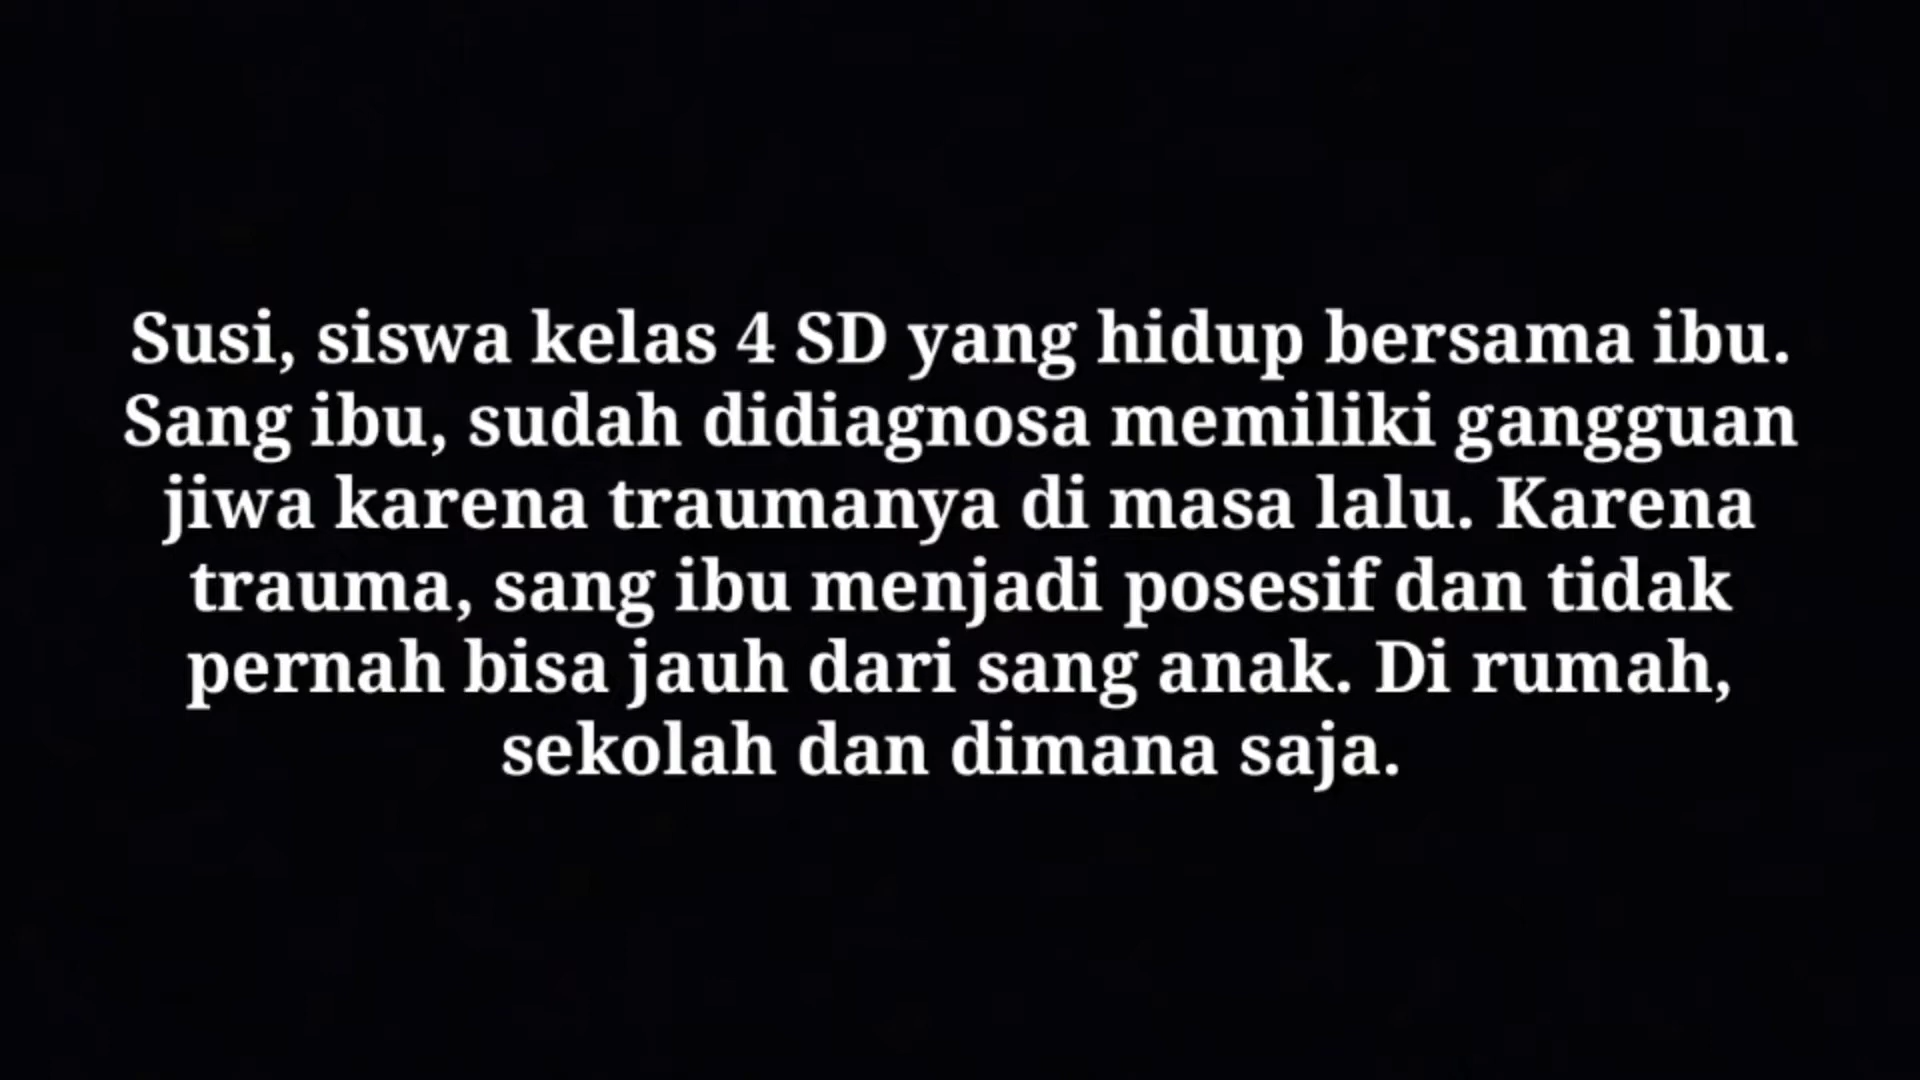 Susi, siswa kelas 4 SD yang hidup bersama ibu.
Sang ibu, sudah didiagnosa memiliki gangguan
jiwa karena traumanya di masa lalu. Karena
trauma, sang ibu menjadi posesif dan tidak
pernah bisa jauh dari sang anak. Di rumah,
sekolah dan dimana saja.